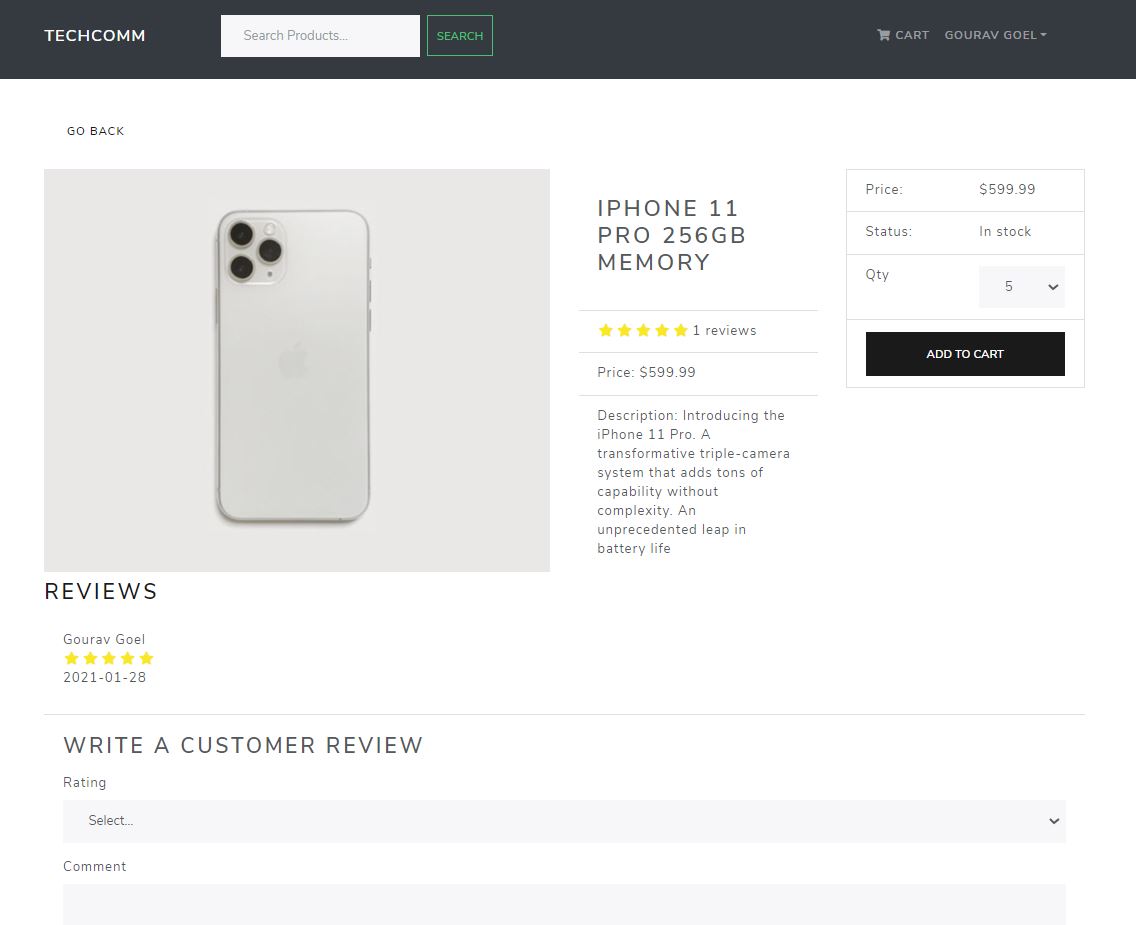 TECHCOMM
Search Products...
SEARCH
CART
GOURAV GOEL
GO BACK
IPHONE 11
PRO 256GB
MEMORY
1 reviews
Price: $599.99
Description: Introducing the
iPhone 11 Pro. A
transformative triple-camera
system that adds tons of
capability without
complexity. An
unprecedented leap in
battery life
Price: $599.99
Status: In stock
Qty 5
ADD TO CART
REVIEWS
Gourav Goel
2021-01-28
WRITE A CUSTOMER REVIEW
Rating
Select...
Comment